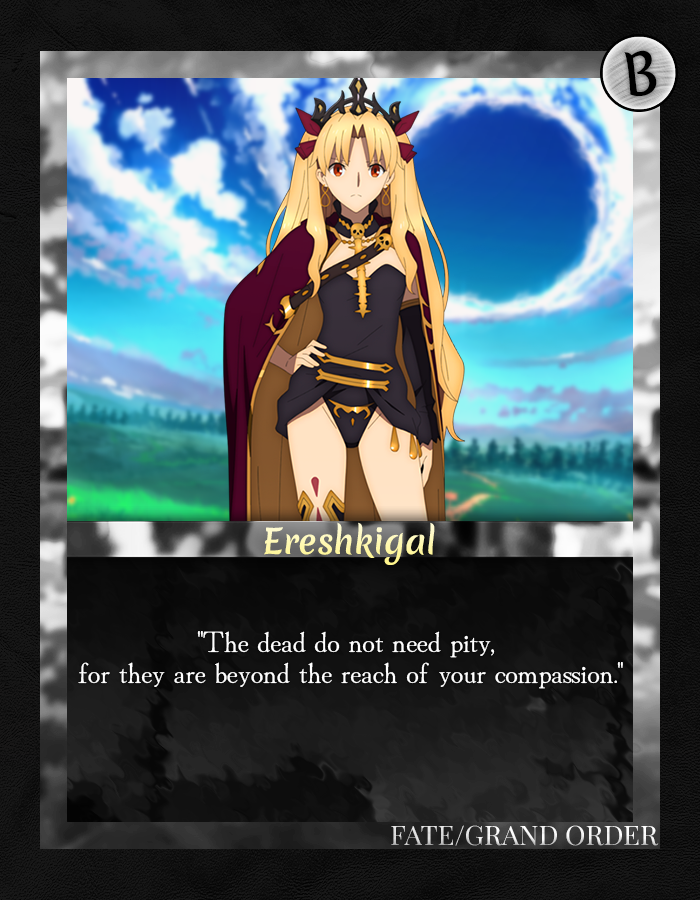 B
Ereshkigal
"The dead do not need pity,
for they are beyond the reach of your compassion."
FATE/GRAND ORDER